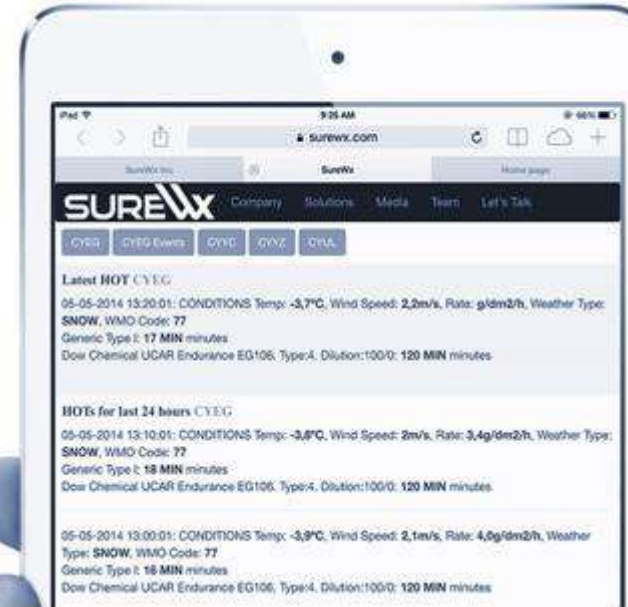 iPad
9:25 AM
66%
surewx.com
SureWx Inc
SureWx
Home page
SUREWX Company Solutions Media Team Let's Talk
CYEG CYEG Events CYYC CYYZ CYUL
Latest HOT CYEG
05-05-2014 13:20:01: CONDITIONS Temp: -3,7°C, Wind Speed: 2,2m/s, Rate: g/dm2/h, Weather Type:
SNOW, WMO Code: 77
Generic Type I: 17 MIN minutes
Dow Chemical UCAR Endurance EG106, Type:4, Dilution:100/0: 120 MIN minutes
HOTs for last 24 hours CYEG
05-05-2014 13:10:01: CONDITIONS Temp: -3,8°C, Wind Speed: 2m/s, Rate: 3,4g/dm2/h, Weather Type:
SNOW, WMO Code: 77
Generic Type I: 18 MIN minutes
Dow Chemical UCAR Endurance EG106, Type:4, Dilution:100/0: 120 MIN minutes
05-05-2014 13:00:01: CONDITIONS Temp: -3,9°C, Wind Speed: 2,1m/s, Rate: 4,0g/dm2/h, Weather
Type: SNOW, WMO Code: 77
Generic Type I: 16 MIN minutes
Dow Chemical UCAR Endurance EG106, Type:4, Dilution:100/0: 120 MIN minutes